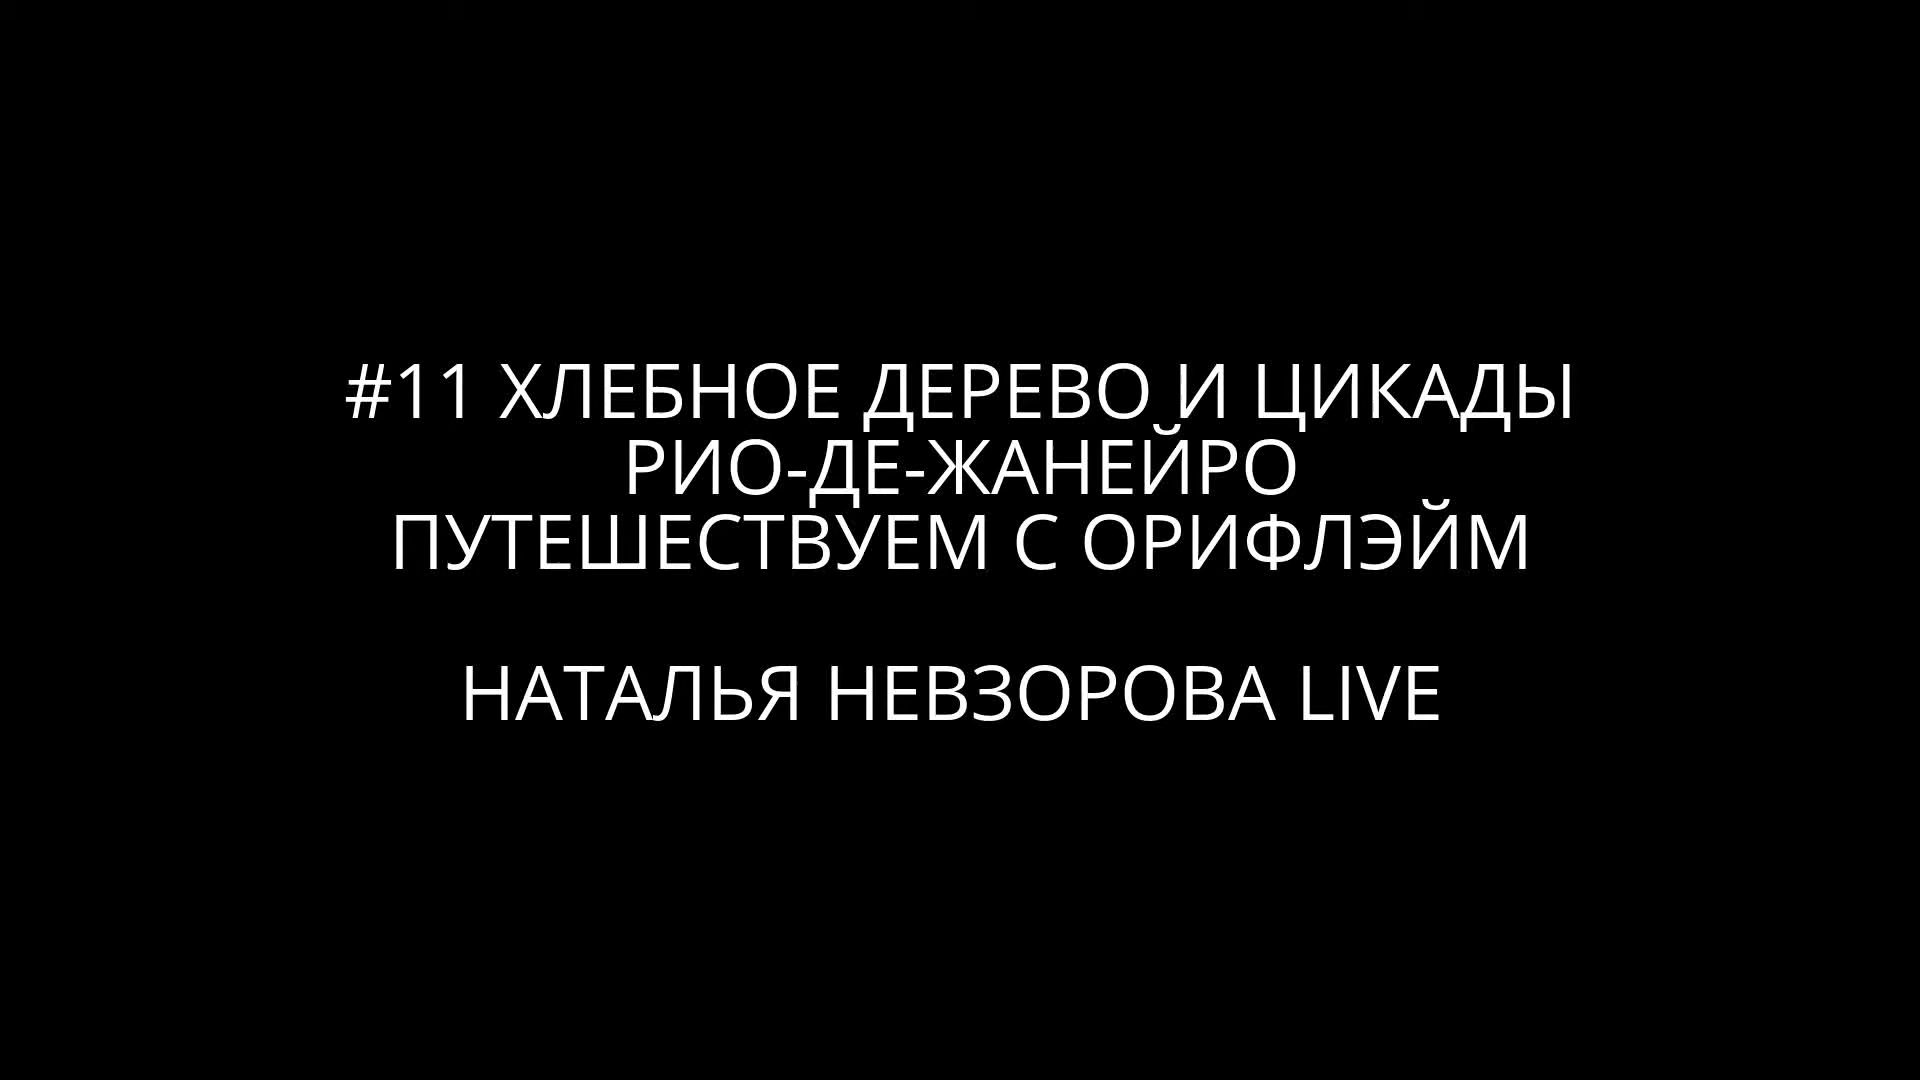 #11 ХЛЕБНОЕ ДЕРЕВО И ЦИКАДЫ
РИО-ДЕ-ЖАНЕЙРО
ПУТЕШЕСТВУЕМ С ОРИФЛЭЙМ
НАТАЛЬЯ НЕВЗОРОВА LIVE